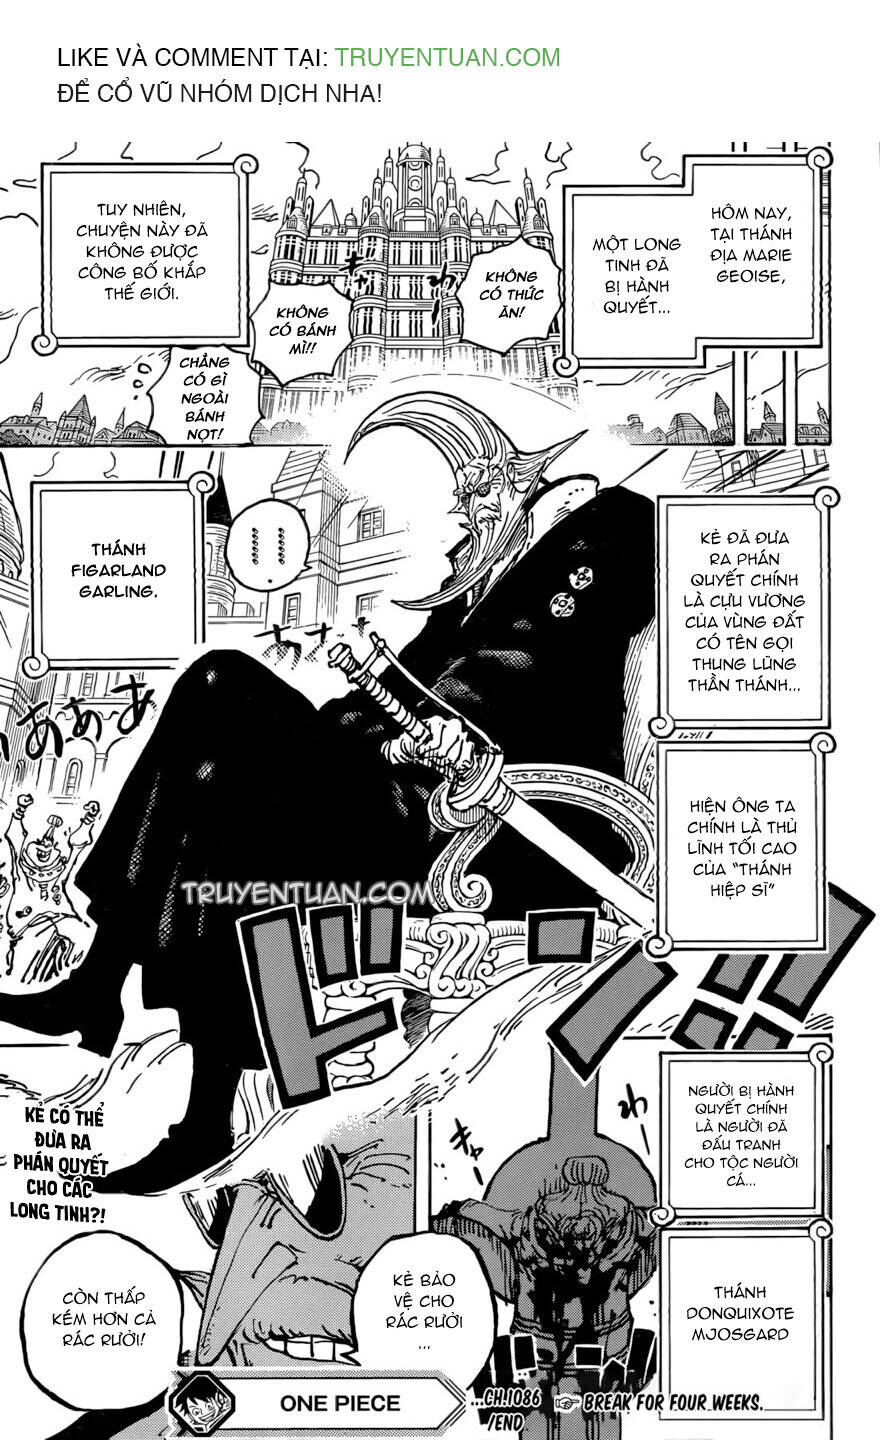 LIKE VÀ COMMENT TẠI: TRUYENTUAN.COM
ĐỂ CỔ VŨ NHÓM DỊCH NHA!
HÔM NAY,
TẠI THÁNH
ĐỊA MARIE
GEOISE,
MỘT LONG
TINH ĐÃ
BỊ HÀNH
QUYẾT...
KHÔNG
CÓ THỨC
ĂN!
KHÔNG
CÓ BÁNH
MÌ!!
CHẲNG
CÓ GÌ
NGOÀI
BÁNH
NGỌT!
TUY NHIÊN,
CHUYỆN NÀY ĐÃ
KHÔNG ĐƯỢC
CÔNG BỐ KHẮP
THẾ GIỚI.
わー
キャ
KẺ ĐÃ ĐƯA
RA PHÁN
QUYẾT CHÍNH
LÀ CỰU VƯƠNG
CỦA VÙNG ĐẤT
CÓ TÊN GỌI
THUNG LŨNG
THẦN THÁNH...
THÁNH
FIGARLAND
GARLING.
HIỆN ÔNG TA
CHÍNH LÀ THỦ
LĨNH TỐI CAO
CỦA “THÁNH
HIỆP SĨ”
TRUYENTUAN.COM
ドドン!!
KẺ CÓ THỂ
ĐƯA RA
PHÁN QUYẾT
CHO CÁC
LONG TINH?!
NGƯỜI BỊ HÀNH
QUYẾT CHÍNH
LÀ NGƯỜI ĐÃ
ĐẤU TRANH
CHO TỘC NGƯỜI
CÁ...
THÁNH
DONQUIXOTE
MJOSGARD
KẺ BẢO
VỆ CHO
RÁC RƯỞI
...
CÒN THẤP
KÉM HƠN CẢ
RÁC RƯỞI!
ONE PIECE
...CH.1086
/END
BREAK FOR FOUR WEEKS.